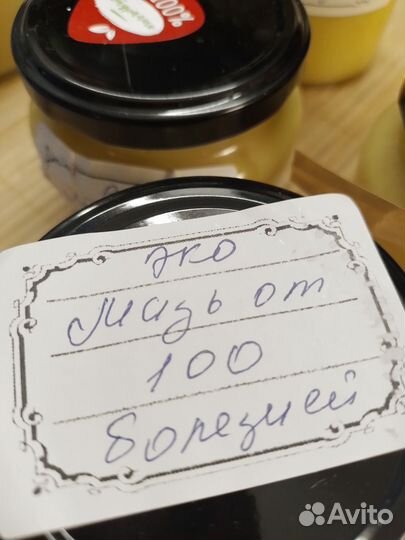 100%
эко
Мазь от
100
болезней
Avito